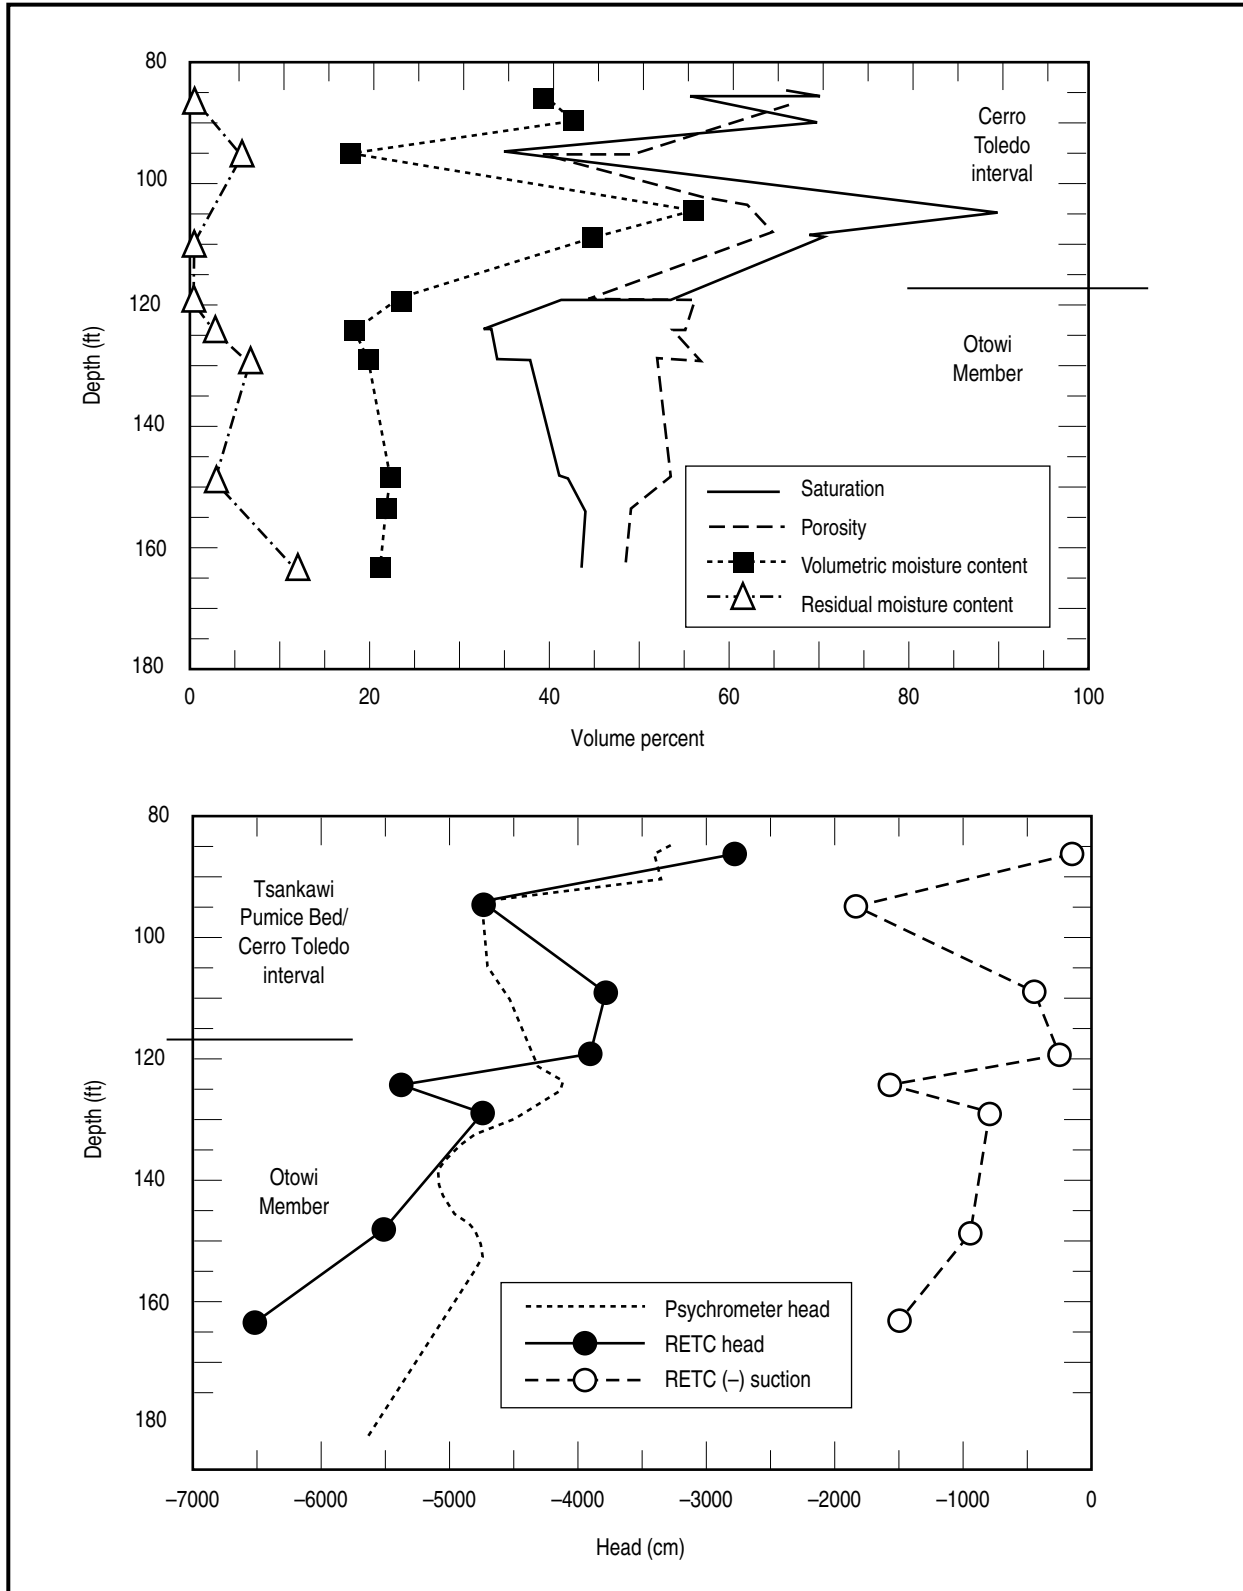 80
100
120
140
160
180
Depth (ft)
Cerro
Toledo
interval
Otowi
Member
Saturation
Porosity
Volumetric moisture content
Residual moisture content
0
20
40
60
80
100
Volume percent
80
100
120
140
160
180
Depth (ft)
Tsankawi
Pumice Bed/
Cerro Toledo
interval
Otowi
Member
Psychrometer head
RETC head
RETC (–) suction
–7000
–6000
–5000
–4000
–3000
–2000
–1000
0
Head (cm)